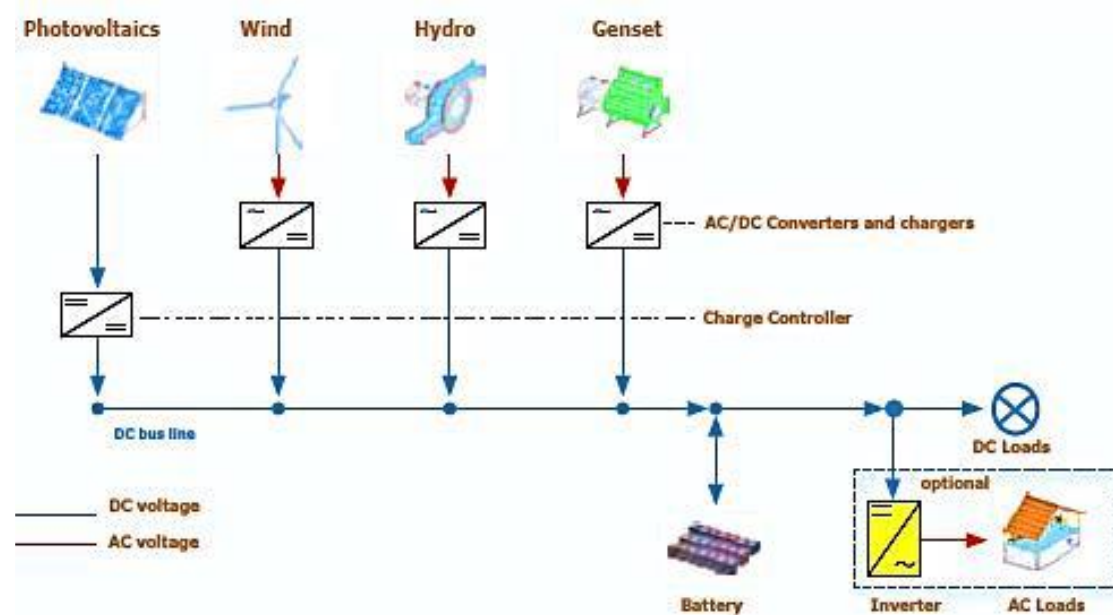 Photovoltaics Wind Hydro Genset
AC/DC Converters and chargers
Charge Controller
DC bus line
DC Loads
optional
DC voltage
AC voltage
Battery Inverter AC Loads